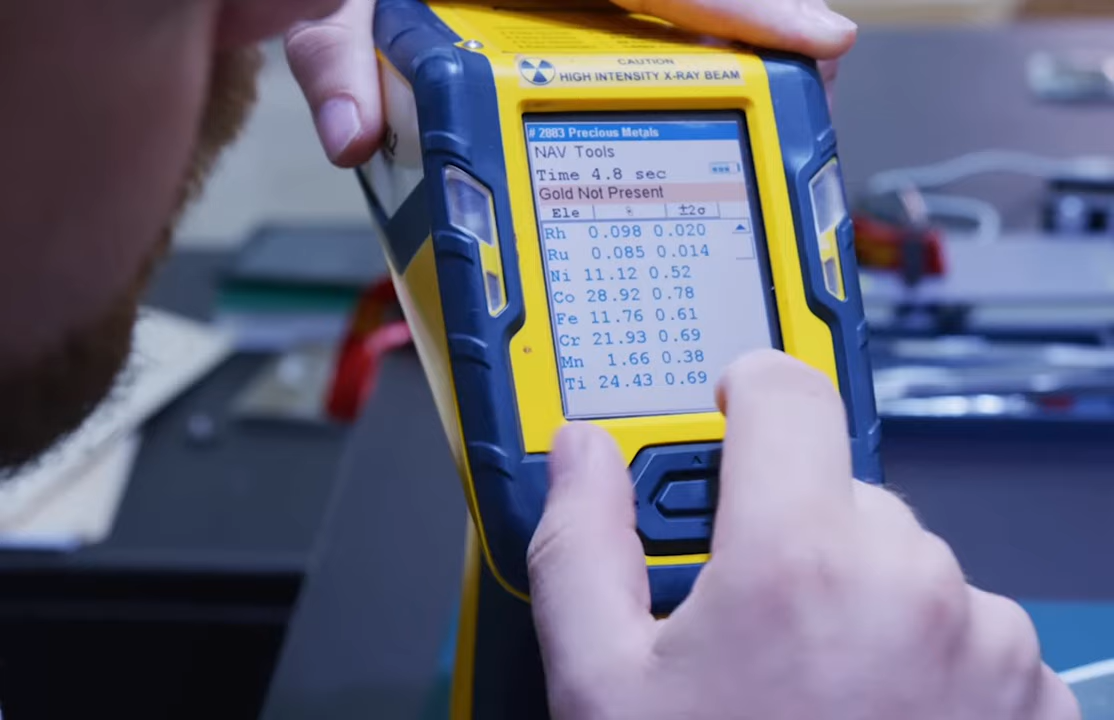 CAUTION
HIGH INTENSITY X-RAY BEAM
# 2883 Precious Metals
NAV Tools
Time 4.8 sec
Gold Not Present
Ele % ±2σ
Rh 0.098 0.020
Ru 0.085 0.014
Ni 11.12 0.52
Co 28.92 0.78
Fe 11.76 0.61
Cr 21.93 0.69
Mn 1.66 0.38
Ti 24.43 0.69